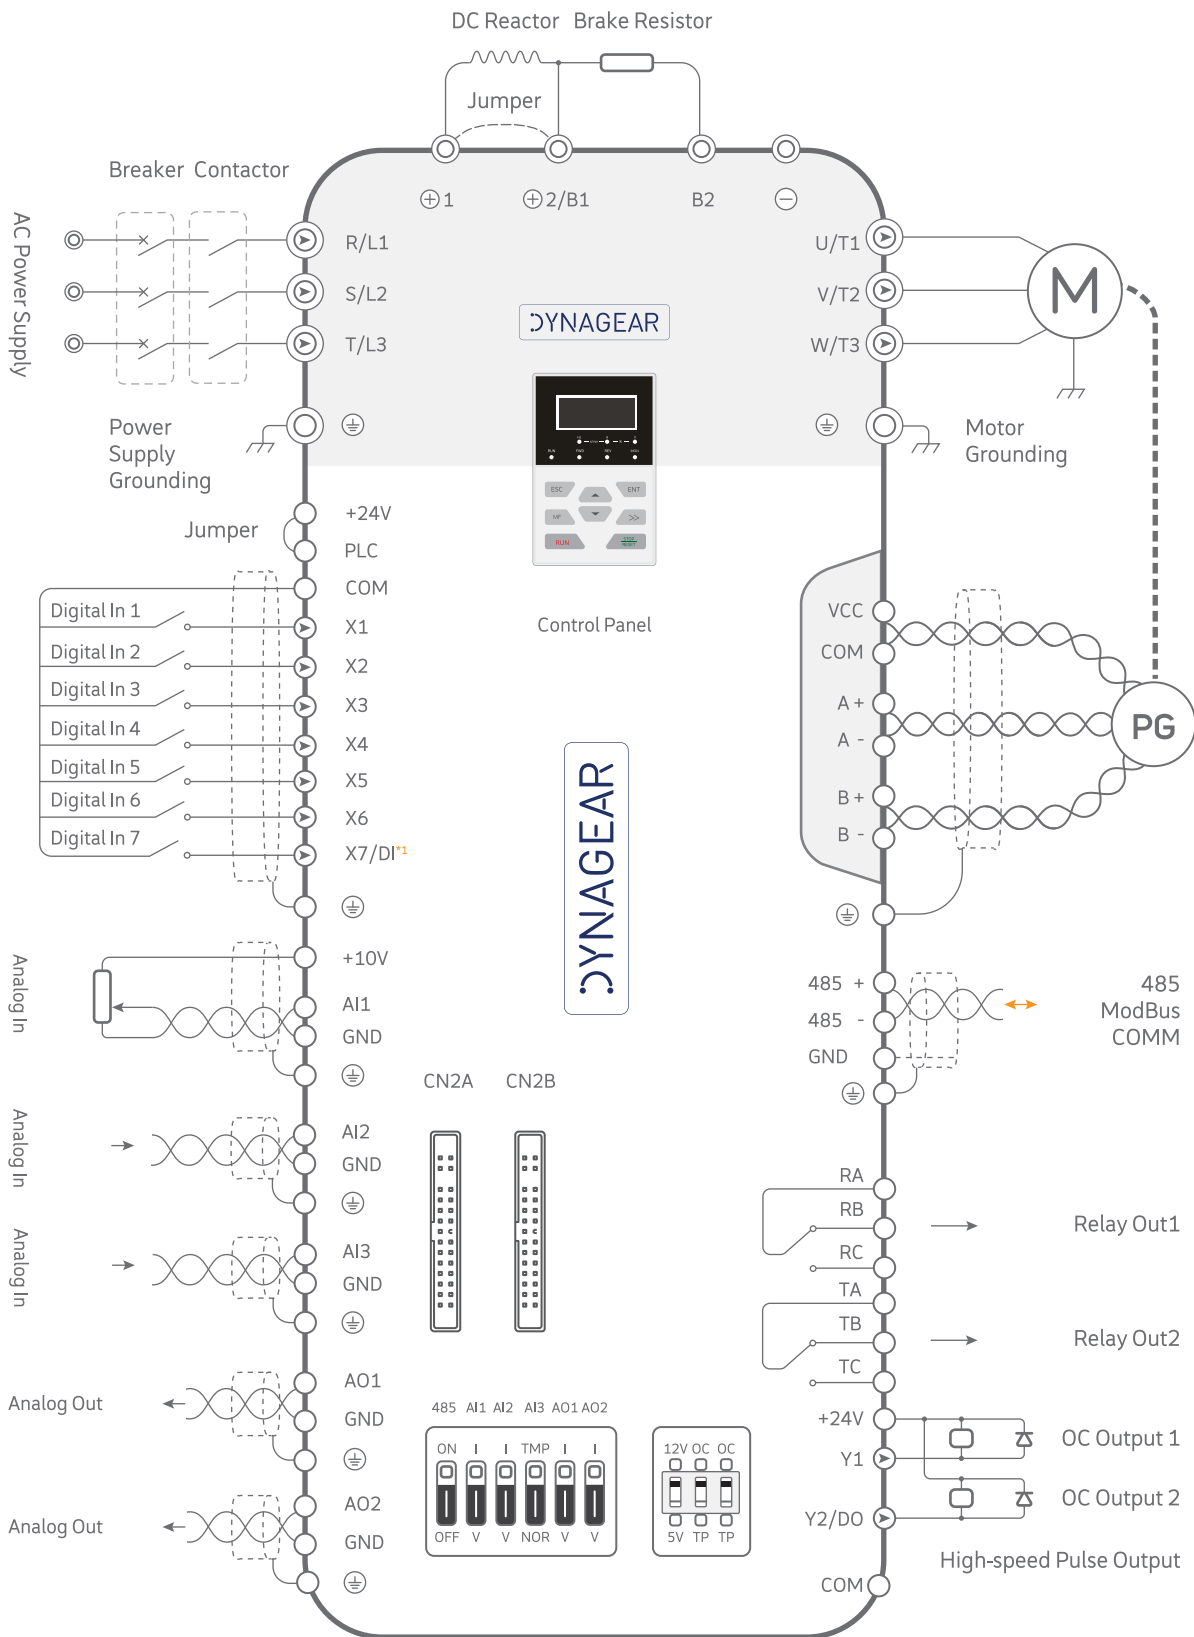 DC Reactor Brake Resistor
Jumper
Breaker Contactor
1
2/B1
B2
AC Power Supply
R/L1
S/L2
T/L3
U/T1
V/T2
W/T3
M
DYNAGEAR
Power
Supply
Grounding
Motor
Grounding
ESC
ENT
MF
>>
RUN
Control Panel
Jumper
+24V
PLC
COM
Digital In 1
X1
Digital In 2
X2
Digital In 3
X3
Digital In 4
X4
Digital In 5
X5
Digital In 6
X6
Digital In 7
X7/DI*1
VCC
COM
A +
A -
B +
B -
PG
DYNAGEAR
Analog In
+10V
AI1
GND
485 +
485 -
GND
485
ModBus
COMM
CN2A CN2B
Analog In
AI2
GND
Analog In
AI3
GND
RA
RB
RC
Relay Out1
TA
TB
TC
Relay Out2
Analog Out
AO1
GND
Analog Out
AO2
GND
485 AI1 AI2 AI3 AO1 AO2
ON I I TMP I I
OFF V V NOR V V
12V OC OC
5V TP TP
+24V
Y1
OC Output 1
Y2/DO
OC Output 2
High-speed Pulse Output
COM